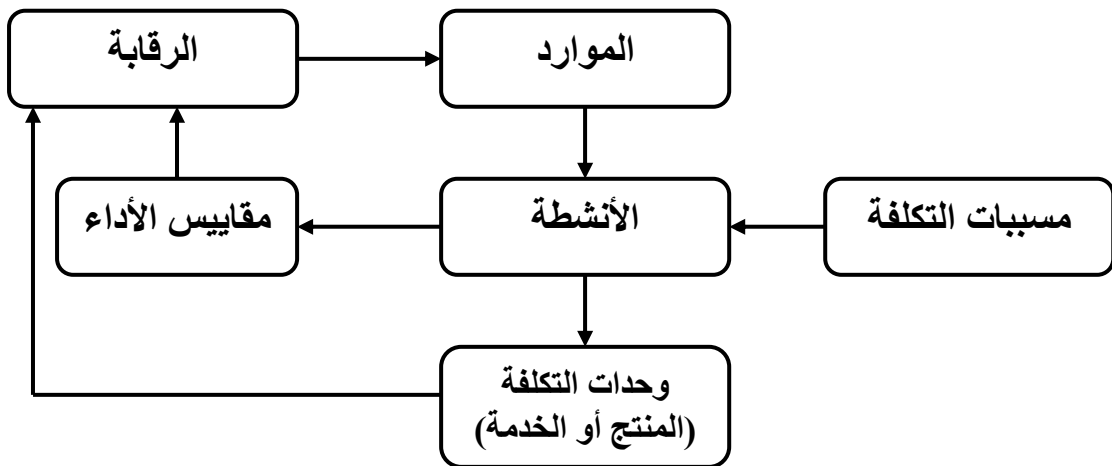 الموارد
الرقابة
مسببات التكلفة
الأنشطة
مقاييس الأداء
وحدات التكلفة
(المنتج أو الخدمة)